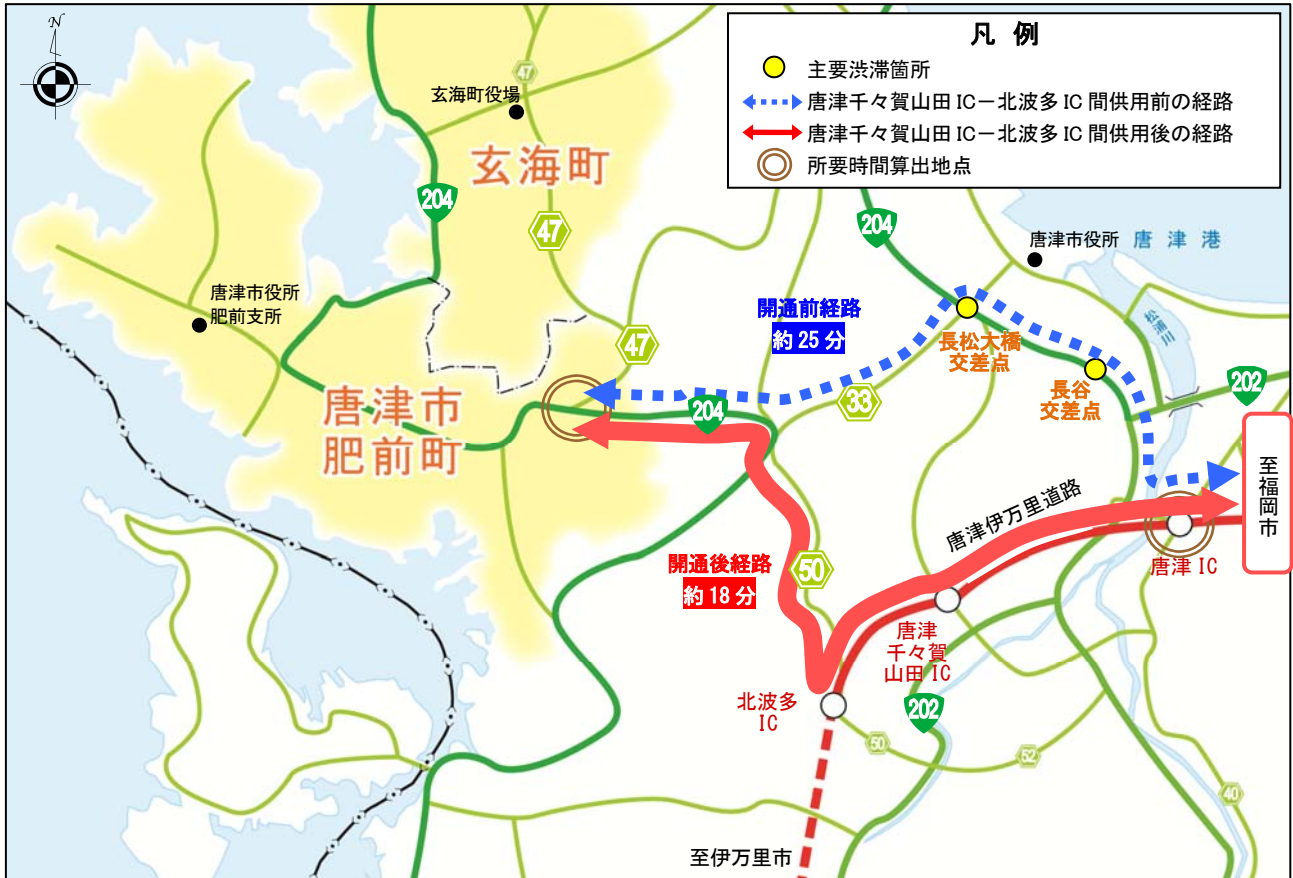 N
凡 例
主要渋滞箇所
唐津千々賀山田 IC－北波多 IC 間供用前の経路
唐津千々賀山田 IC－北波多 IC 間供用後の経路
所要時間算出地点
47
玄海町役場
玄海町
204
47
204
唐津市役所
唐津港
松浦川
唐津市役所
肥前支所
開通前経路
約 25 分
長松大橋
交差点
長谷
交差点
202
47
33
204
唐津市
肥前町
至福岡市
唐津伊万里道路
唐津 IC
開通後経路
約 18 分
50
唐津
千々賀
山田 IC
北波多
IC
202
50
52
40
至伊万里市